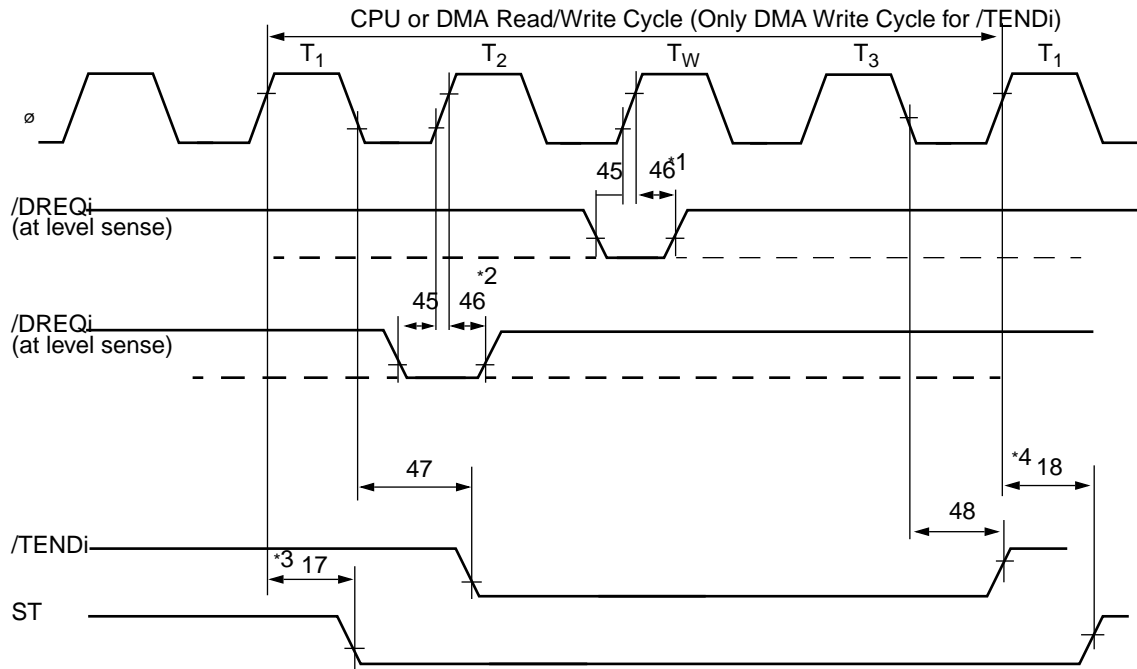 CPU or DMA Read/Write Cycle (Only DMA Write Cycle for /TENDi)
T1 T2 TW T3 T1
ø
45 46 *1
/DREQi
(at level sense)
*2
45 46
/DREQi
(at level sense)
47 *4 18
48
/TENDi
*3 17
ST